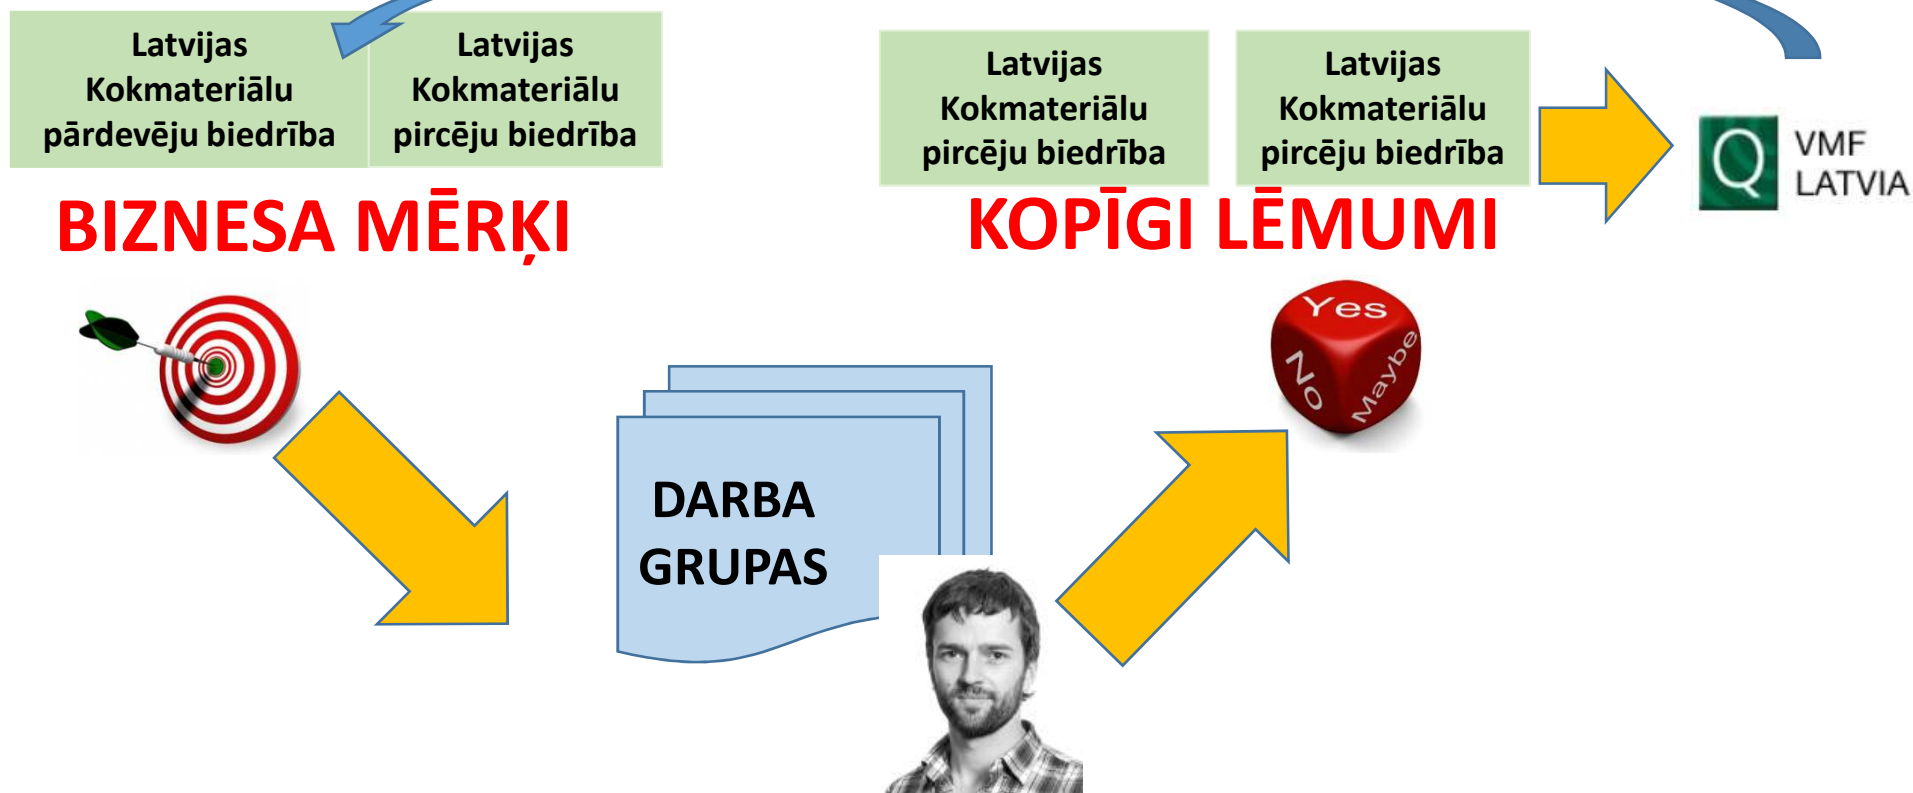 Latvijas
Kokmateriālu
pārdevēju biedrība
Latvijas
Kokmateriālu
pircēju biedrība
Latvijas
Kokmateriālu
pircēju biedrība
Latvijas
Kokmateriālu
pircēju biedrība
Q
VMF
LATVIA
BIZNESA MĒRĶI
KOPĪGI LĒMUMI
Yes
No
Maybe
DARBA
GRUPAS